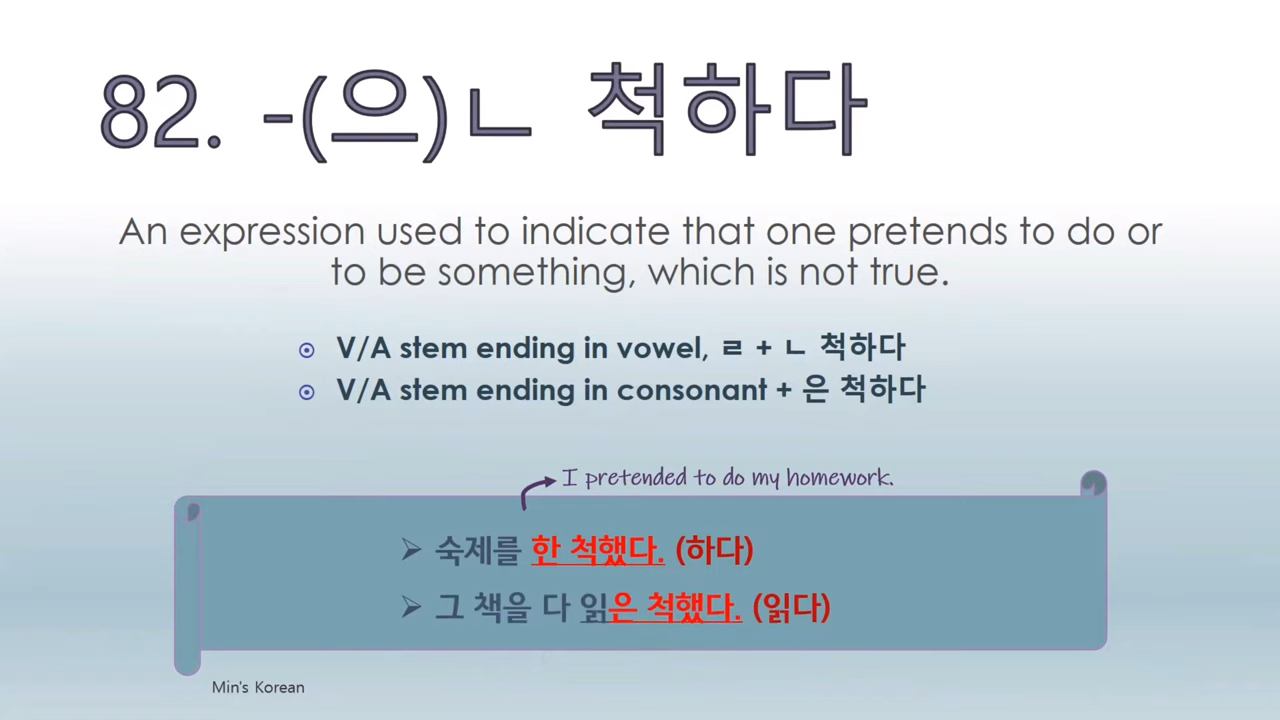 82. -(으)ㄴ 척하다
An expression used to indicate that one pretends to do or
to be something, which is not true.
V/A stem ending in vowel, ㄹ + ㄴ 척하다
V/A stem ending in consonant + 은 척하다
I pretended to do my homework.
숙제를 한 척했다. (하다)
그 책을 다 읽은 척했다. (읽다)
Min's Korean